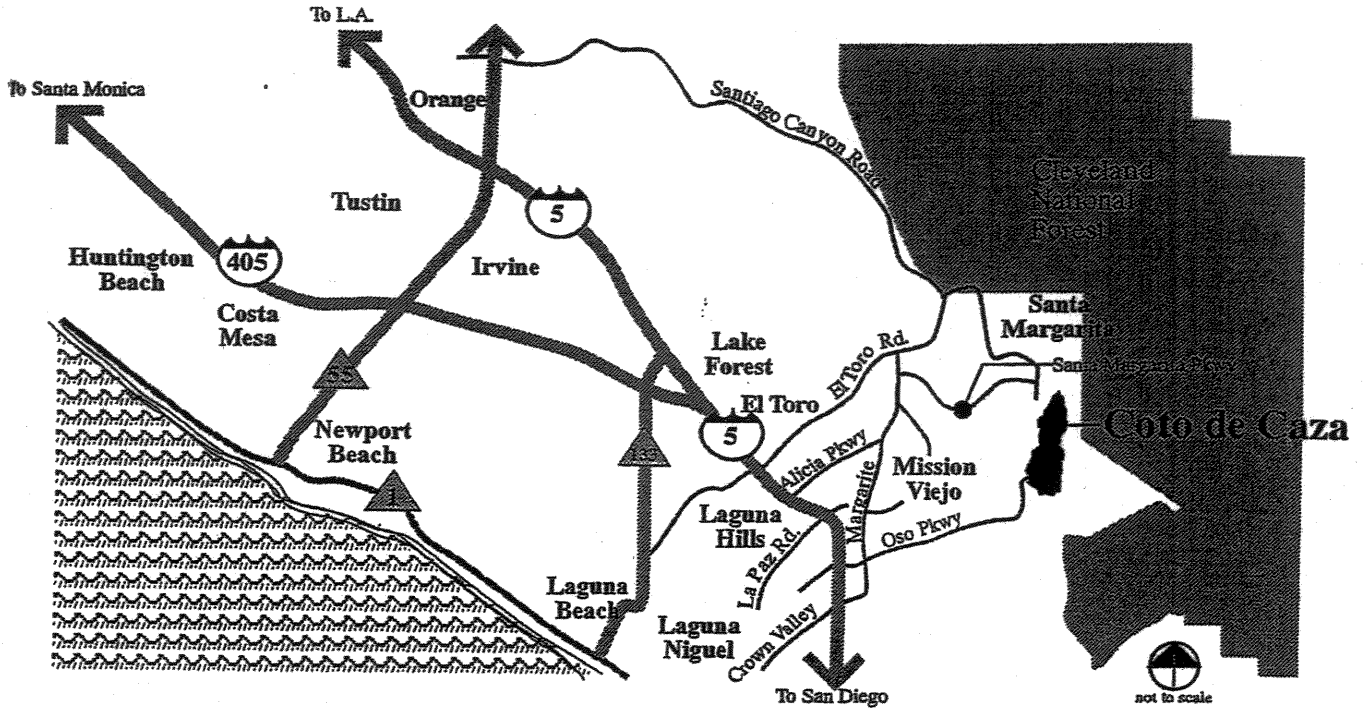 To L.A.
To Santa Monica
Orange
Santiago Canyon Road
Cleveland
National
Forest
5
Tustin
Huntington
Beach
405
Irvine
Costa
Mesa
Santa
Margarita
Lake
Forest
El Toro Rd.
Santa Margarita Pkwy
55
El Toro
5
Coto de Caza
Newport
Beach
133
Alicia Pkwy
Mission
Viejo
1
Laguna
Hills
Margarite
Oso Pkwy
La Paz Rd.
Laguna
Beach
Laguna
Niguel
Crown Valley
To San Diego
not to scale